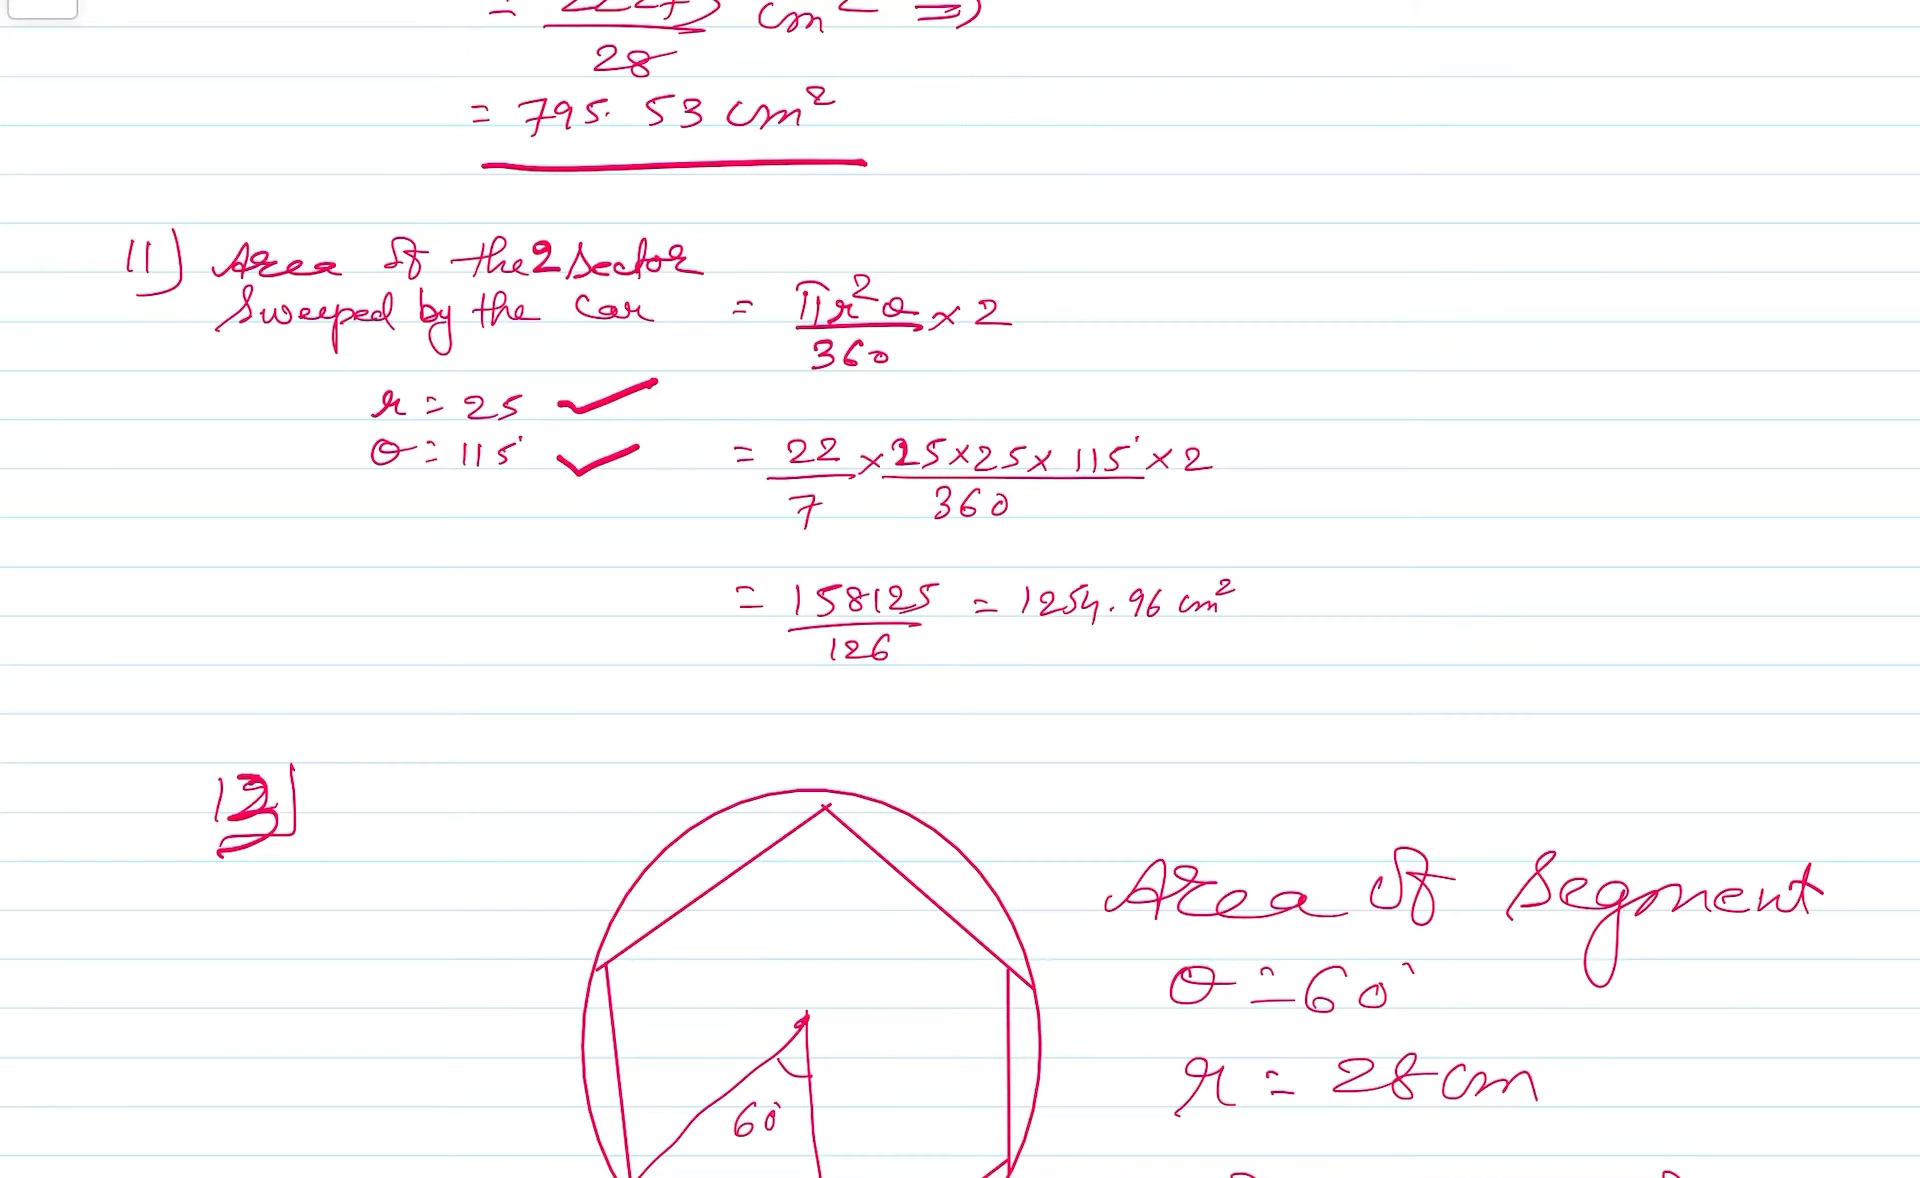 cm² ⇒
28
= 795.53 cm²
11) Area of the 2 sector
Sweeped by the car = πr²θ/360 × 2
r = 25 ✓
θ = 115° ✓
= 22/7 × 25×25×115°/360 × 2
= 158125/126 = 1254.96 cm²
13]
Area of Segment
θ = 60°
r = 28 cm
60°